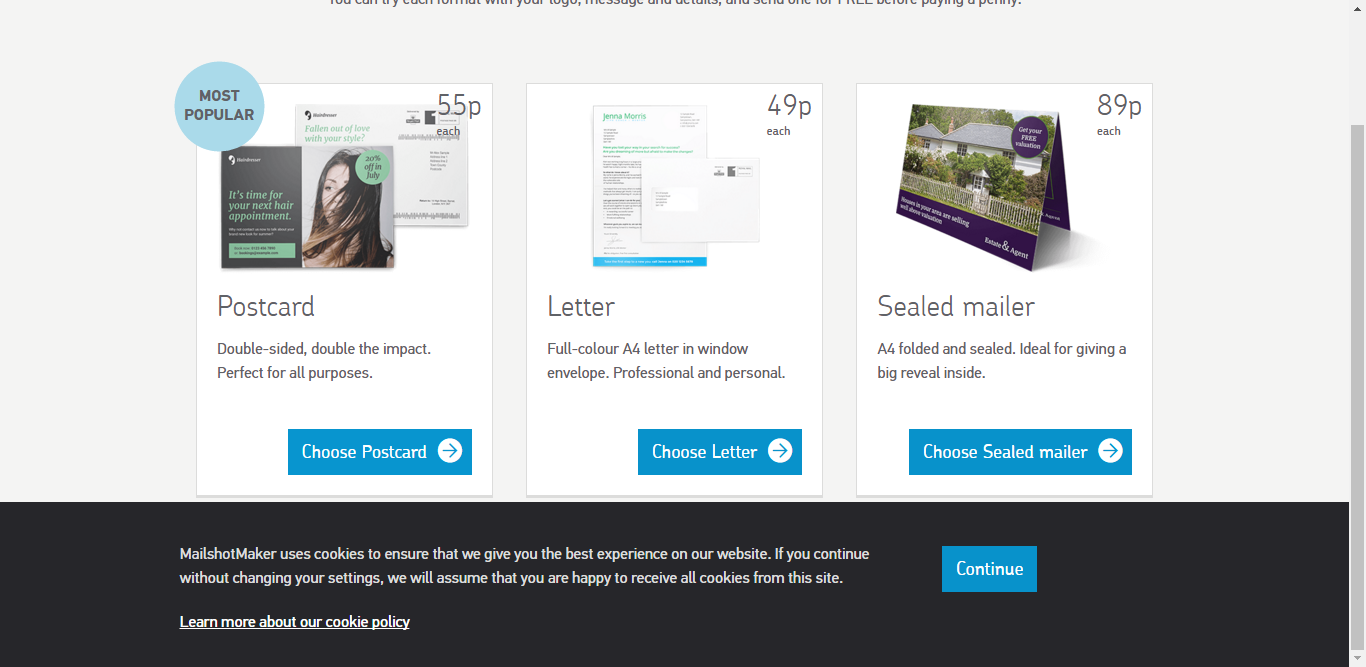 You can try each format with your logo, message and details, and send one for FREE before paying a penny.
MOST
POPULAR
55p
each
HairDresser
Fallen out of love
with your style?
HairDresser
20%
off in
July
It's time for
your next hair
appointment.
Postcard
Double-sided, double the impact.
Perfect for all purposes.
Choose Postcard
49p
each
Jenna Morris
Letter
Full-colour A4 letter in window
envelope. Professional and personal.
Choose Letter
89p
each
Get your
FREE
valuation
Houses in your area are selling
well above valuation
Estate & Agent
Sealed mailer
A4 folded and sealed. Ideal for giving a
big reveal inside.
Choose Sealed mailer
MailshotMaker uses cookies to ensure that we give you the best experience on our website. If you continue
without changing your settings, we will assume that you are happy to receive all cookies from this site.
Continue
Learn more about our cookie policy